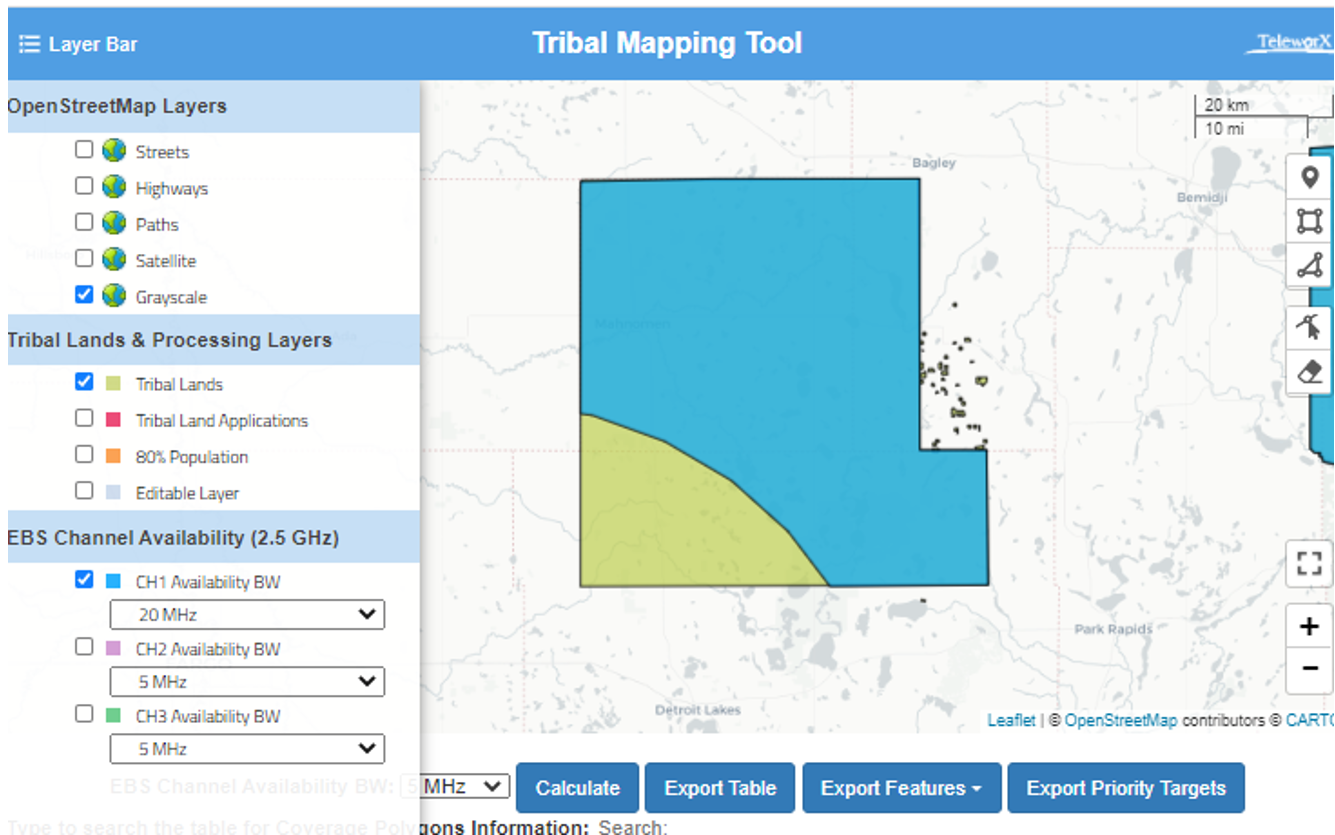 Layer Bar
Tribal Mapping Tool
TeleworX
OpenStreetMap Layers
Streets
Highways
Paths
Satellite
Grayscale
Tribal Lands & Processing Layers
Tribal Lands
Tribal Land Applications
80% Population
Editable Layer
EBS Channel Availability (2.5 GHz)
CH1 Availability BW
20 MHz
CH2 Availability BW
5 MHz
CH3 Availability BW
5 MHz
20 km
10 mi
Bagley
Bemidji
Mahnomen
Park Rapids
Detroit Lakes
+
−
Leaflet | © OpenStreetMap contributors © CARTO
EBS Channel Availability BW: 5 MHz Calculate Export Table Export Features Export Priority Targets
Type to search the table for Coverage Polygons Information: Search: